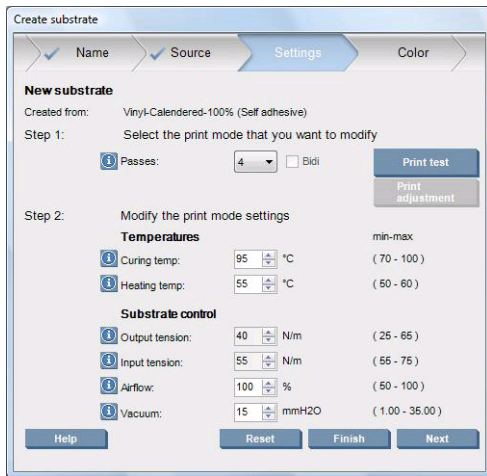 Create substrate
Name Source Settings Color
New substrate
Created from: Vinyl-Calendered-100% (Self adhesive)
Step 1: Select the print mode that you want to modify
Passes: 4 Bidi Print test
Print
adjustment
Step 2: Modify the print mode settings
Temperatures min-max
Curing temp: 95 °C ( 70 - 100 )
Heating temp: 55 °C ( 50 - 60 )
Substrate control
Output tension: 40 N/m ( 25 - 65 )
Input tension: 55 N/m ( 55 - 75 )
Airflow: 100 % ( 50 - 100 )
Vacuum: 15 mmH2O ( 1.00 - 35.00 )
Help Reset Finish Next